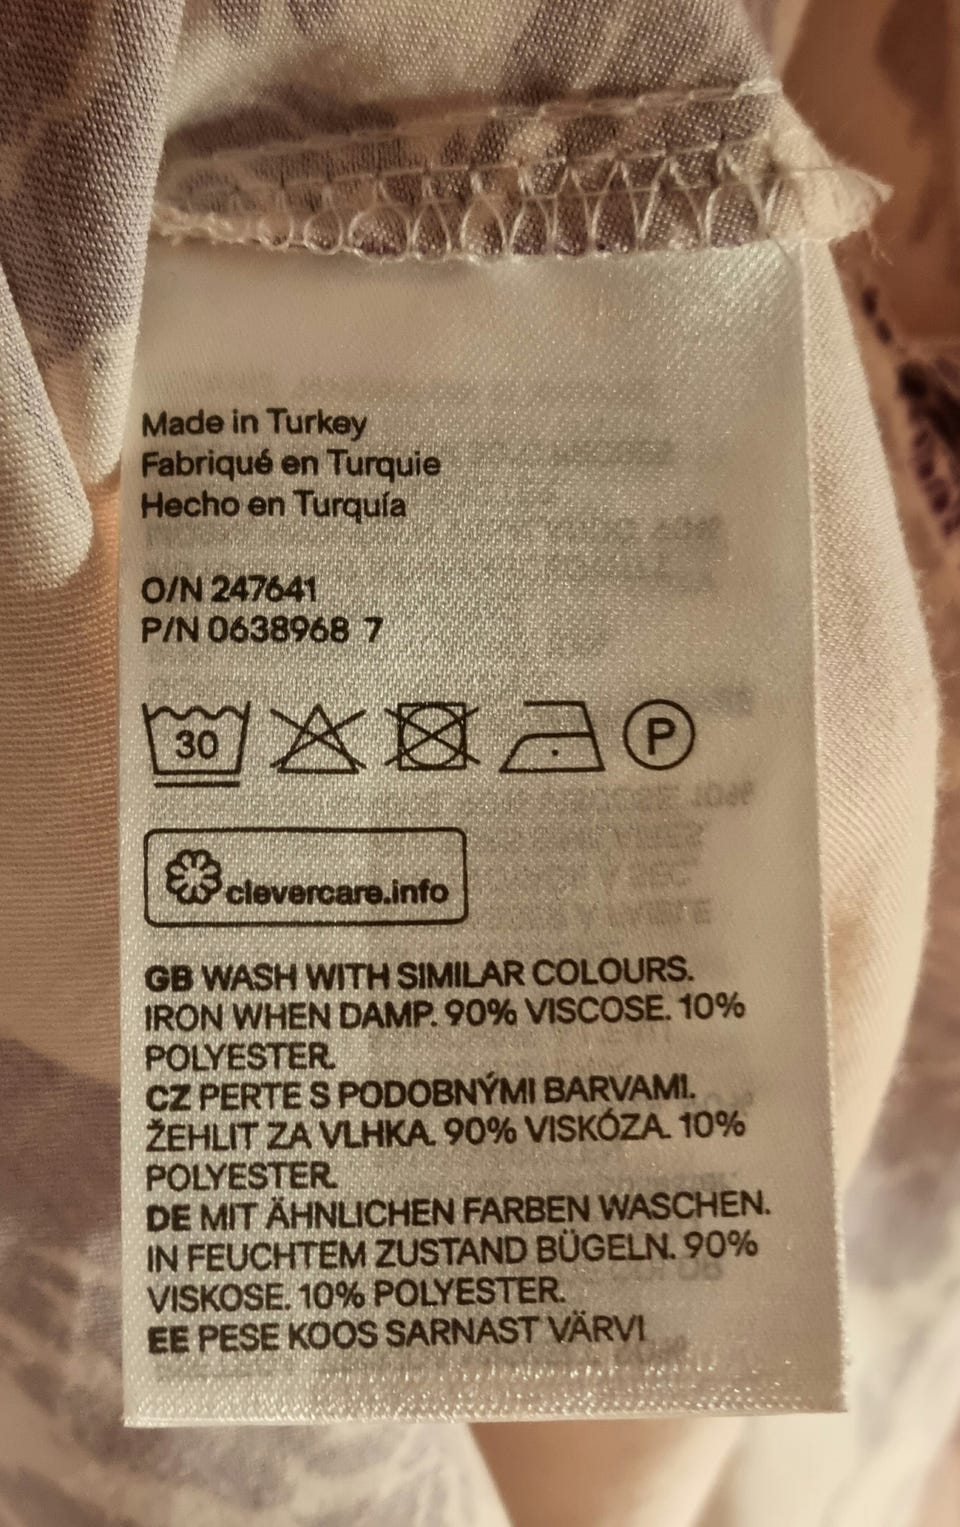 Made in Turkey
Fabriqué en Turquie
Hecho en Turquía
O/N 247641
P/N 0638968 7
30 P
clevercare.info
GB WASH WITH SIMILAR COLOURS.
IRON WHEN DAMP. 90% VISCOSE. 10%
POLYESTER.
CZ PERTE S PODOBNÝMI BARVAMI.
ŽEHLIT ZA VLHKA. 90% VISKÓZA. 10%
POLYESTER.
DE MIT ÄHNLICHEN FARBEN WASCHEN.
IN FEUCHTEM ZUSTAND BÜGELN. 90%
VISKOSE. 10% POLYESTER.
EE PESE KOOS SARNAST VÄRVI